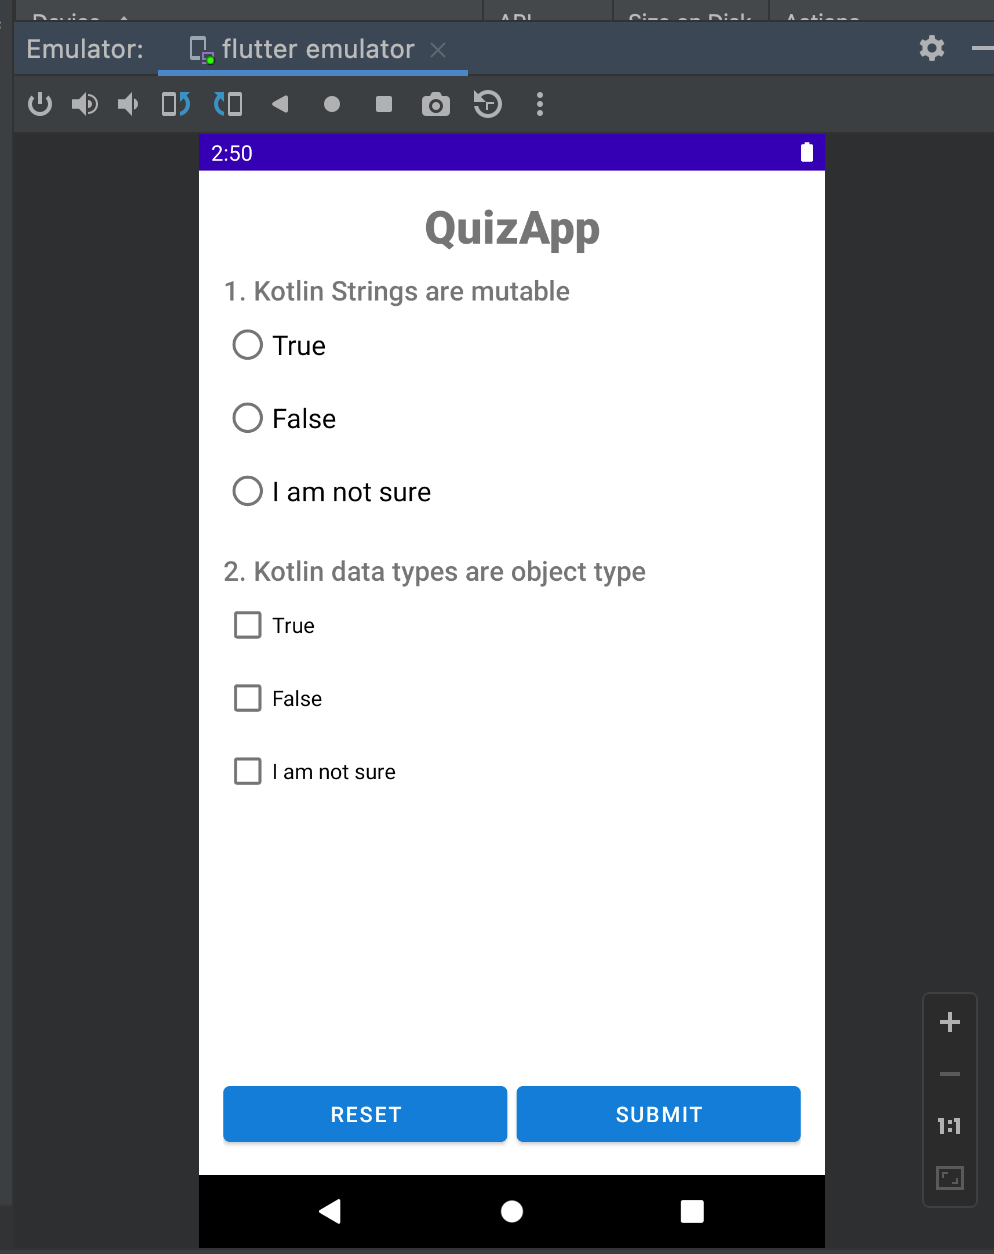 Emulator: flutter emulator
2:50
QuizApp
1. Kotlin Strings are mutable
True
False
I am not sure
2. Kotlin data types are object type
True
False
I am not sure
RESET SUBMIT
1:1